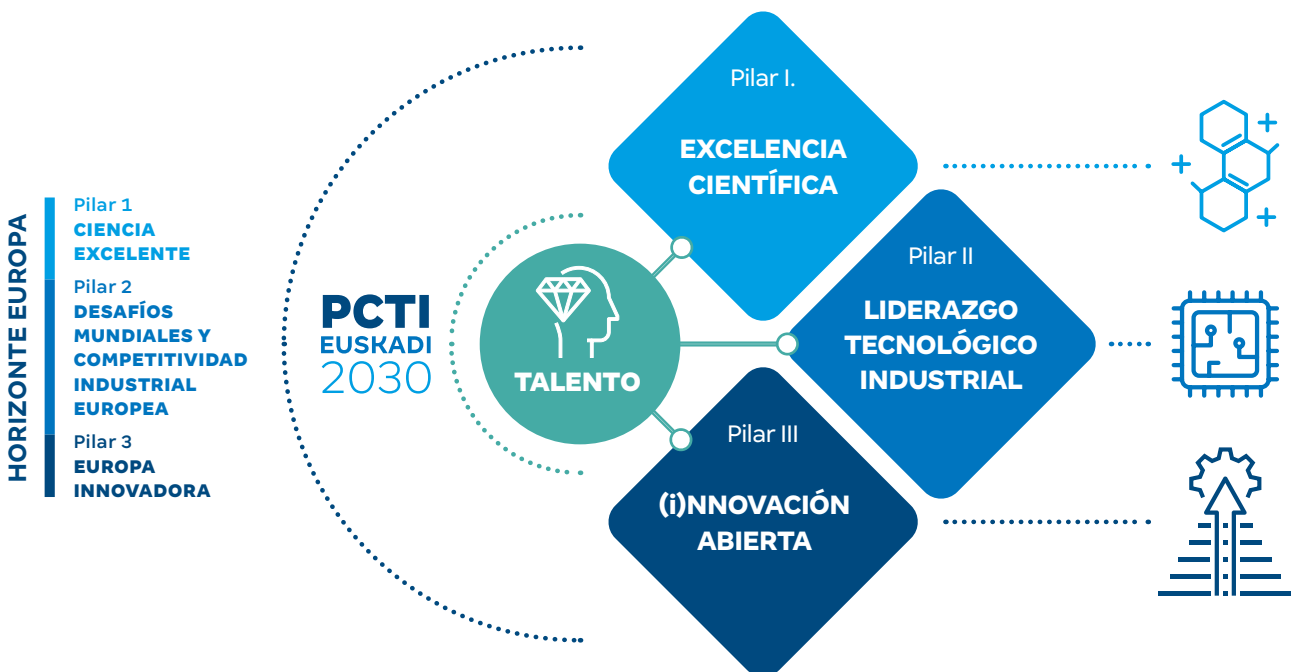 HORIZONTE EUROPA
Pilar 1
CIENCIA
EXCELENTE
Pilar 2
DESAFÍOS
MUNDIALES Y
COMPETITIVIDAD
INDUSTRIAL
EUROPEA
Pilar 3
EUROPA
INNOVADORA
PCTI
EUSKADI
2030
TALENTO
Pilar I.
EXCELENCIA
CIENTÍFICA
Pilar II
LIDERAZGO
TECNOLÓGICO
INDUSTRIAL
Pilar III
(i)NNOVACIÓN
ABIERTA